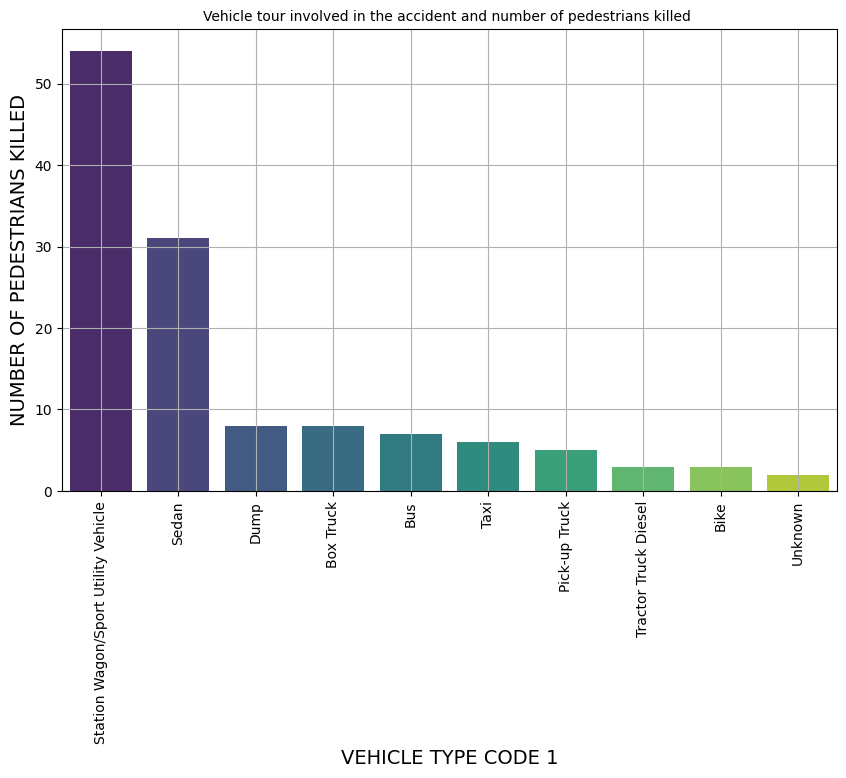 Vehicle tour involved in the accident and number of pedestrians killed
NUMBER OF PEDESTRIANS KILLED
50
40
30
20
10
0
Station Wagon/Sport Utility Vehicle
Sedan
Dump
Box Truck
Bus
Taxi
Pick-up Truck
Tractor Truck Diesel
Bike
Unknown
VEHICLE TYPE CODE 1